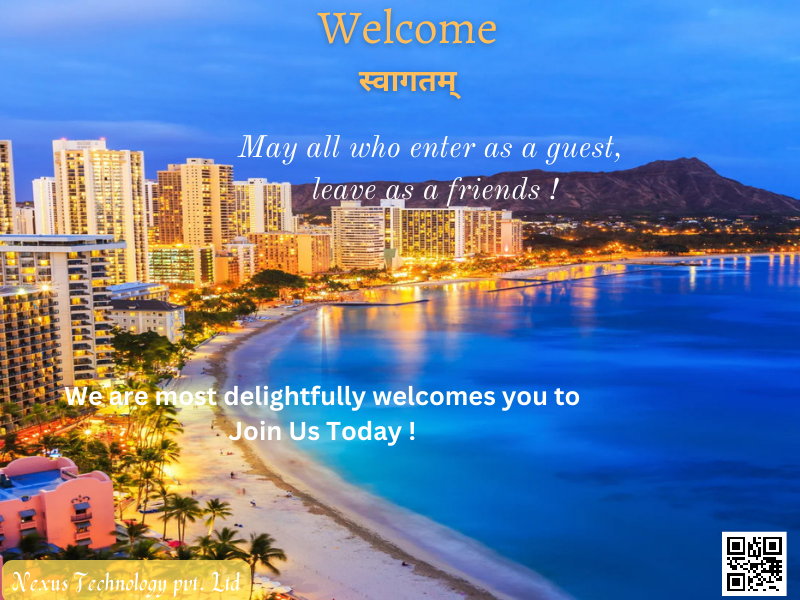 Welcome
स्वागतम्
May all who enter as a guest,
leave as a friends !
We are most delightfully welcomes you to
Join Us Today !
Nexus Technology pvt. Ltd